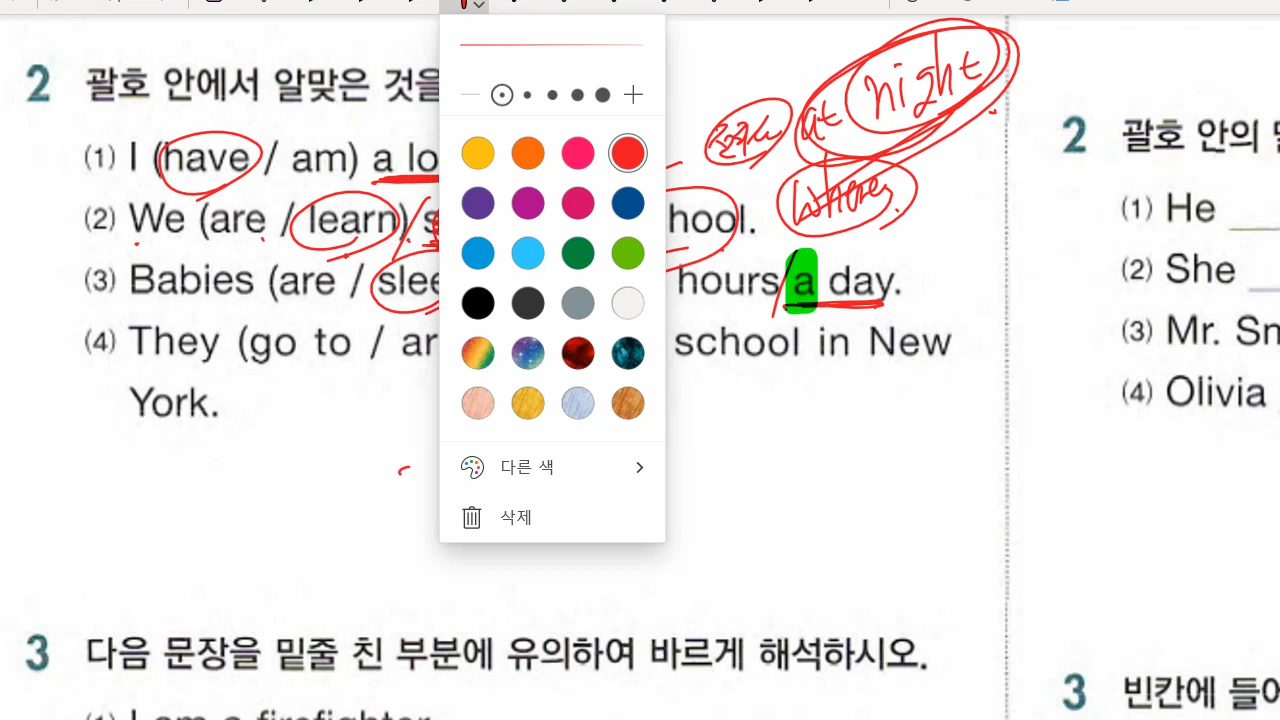 2 괄호 안에서 알맞은 것을
(1) I (have / am) a lo
(2) We (are / learn) s hool.
(3) Babies (are / slee hours a day.
(4) They (go to / ar school in New
York.
at night
where
다른 색
삭제
3 다음 문장을 밑줄 친 부분에 유의하여 바르게 해석하시오.
(1) I am a firefighter
2 괄호 안의
(1) He
(2) She
(3) Mr. Sn
(4) Olivia
3 빈칸에 들어